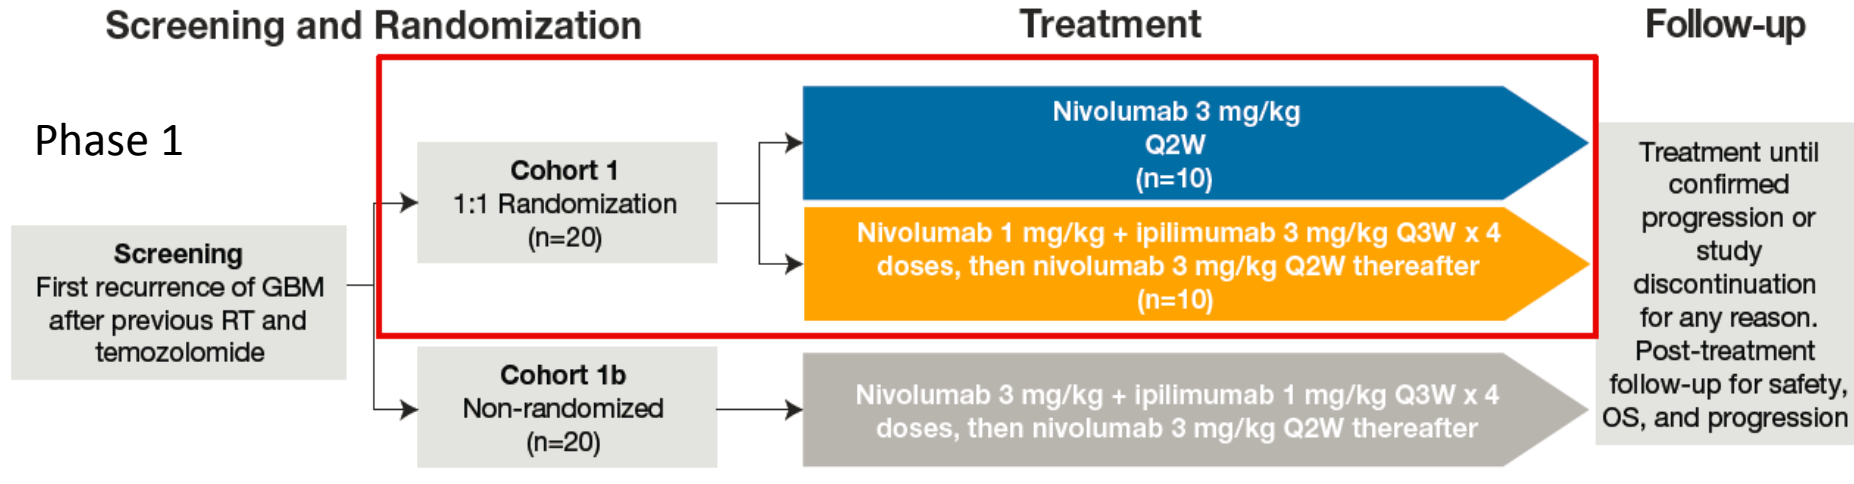 Screening and Randomization
Treatment
Follow-up
Phase 1
Screening
First recurrence of GBM
after previous RT and
temozolomide
Cohort 1
1:1 Randomization
(n=20)
Nivolumab 3 mg/kg
Q2W
(n=10)
Nivolumab 1 mg/kg + ipilimumab 3 mg/kg Q3W x 4
doses, then nivolumab 3 mg/kg Q2W thereafter
(n=10)
Cohort 1b
Non-randomized
(n=20)
Nivolumab 3 mg/kg + ipilimumab 1 mg/kg Q3W x 4
doses, then nivolumab 3 mg/kg Q2W thereafter
Treatment until
confirmed
progression or
study
discontinuation
for any reason.
Post-treatment
follow-up for safety,
OS, and progression